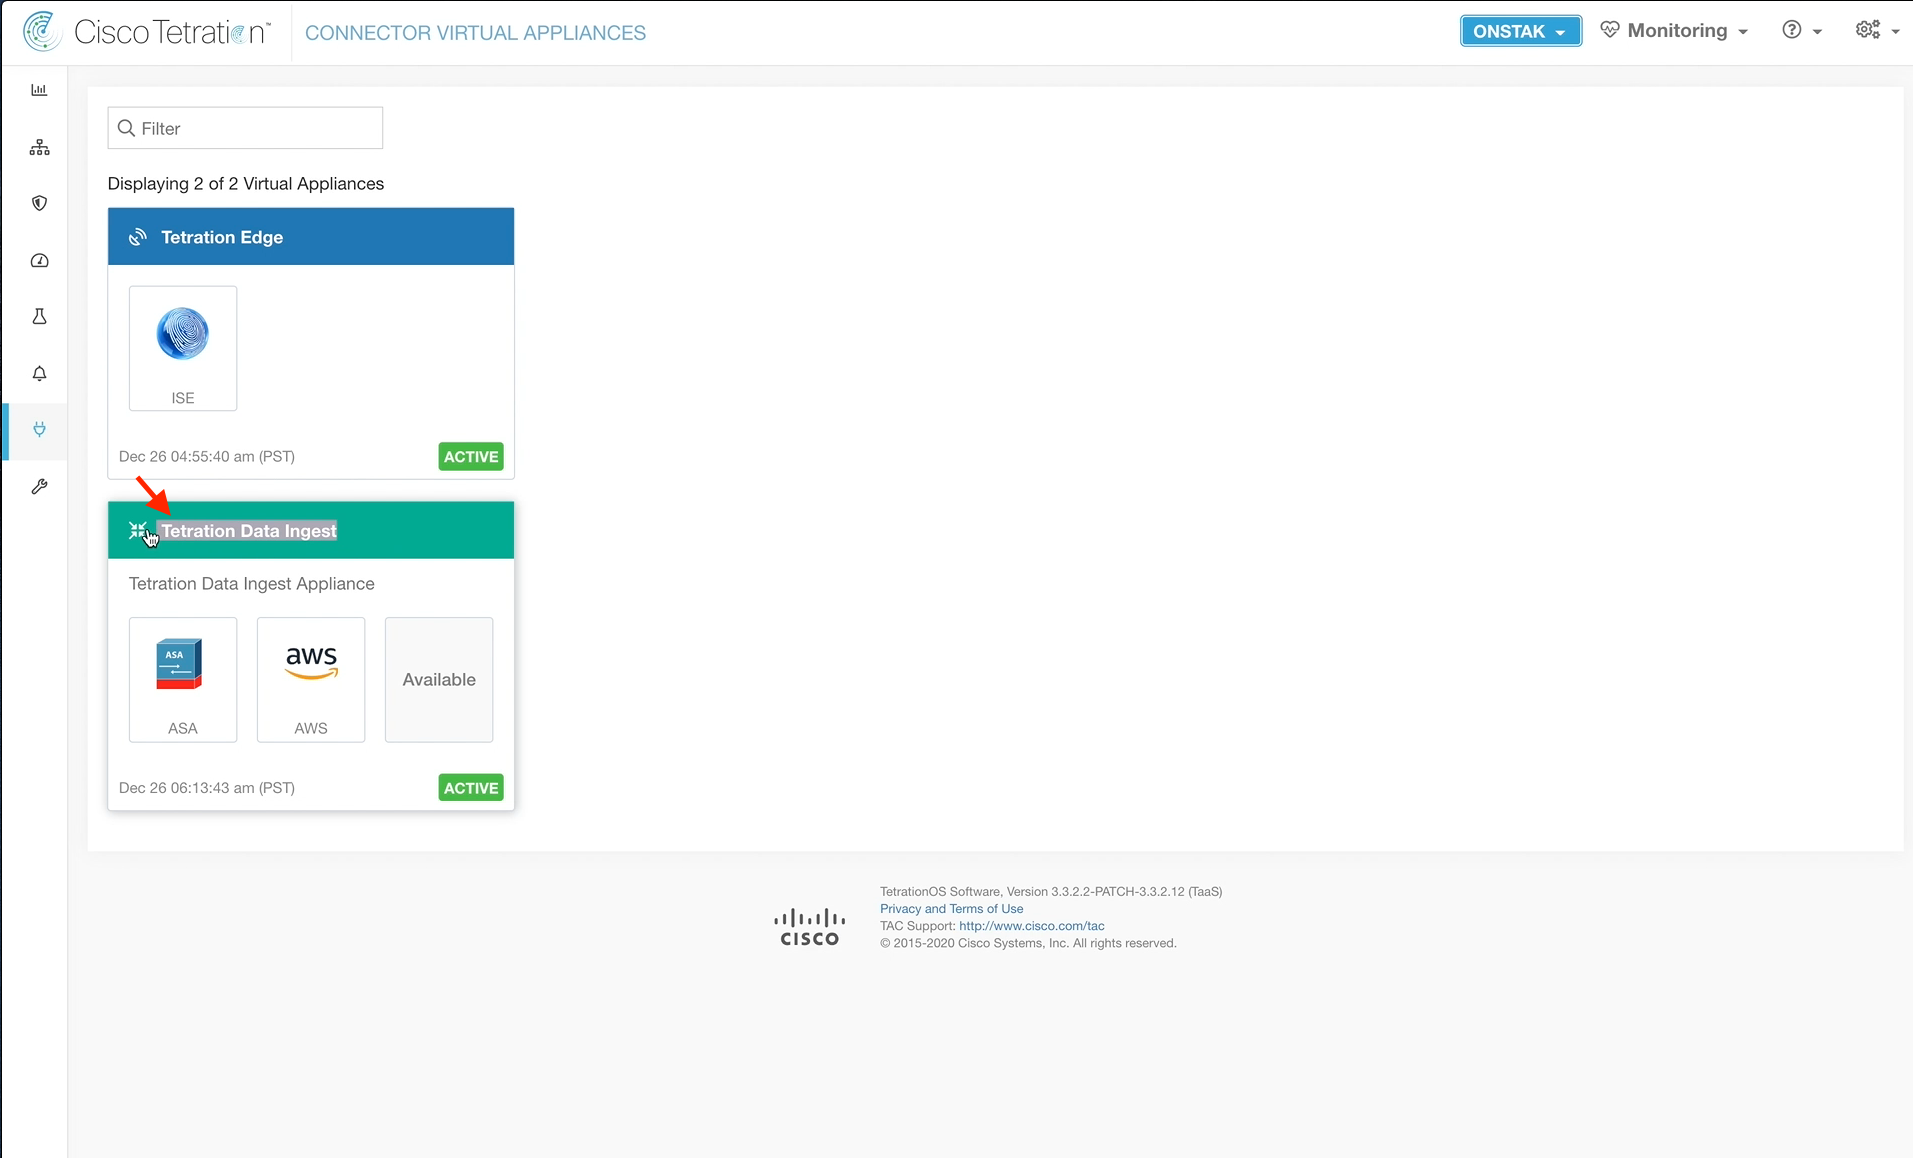 Cisco Tetration™
CONNECTOR VIRTUAL APPLIANCES
ONSTAK
Monitoring
Filter
Displaying 2 of 2 Virtual Appliances
Tetration Edge
ISE
Dec 26 04:55:40 am (PST)
ACTIVE
Tetration Data Ingest
Tetration Data Ingest Appliance
ASA
aws
Available
ASA
AWS
Dec 26 06:13:43 am (PST)
ACTIVE
CISCO
TetrationOS Software, Version 3.3.2.2-PATCH-3.3.2.12 (TaaS)
Privacy and Terms of Use
TAC Support: http://www.cisco.com/tac
© 2015-2020 Cisco Systems, Inc. All rights reserved.